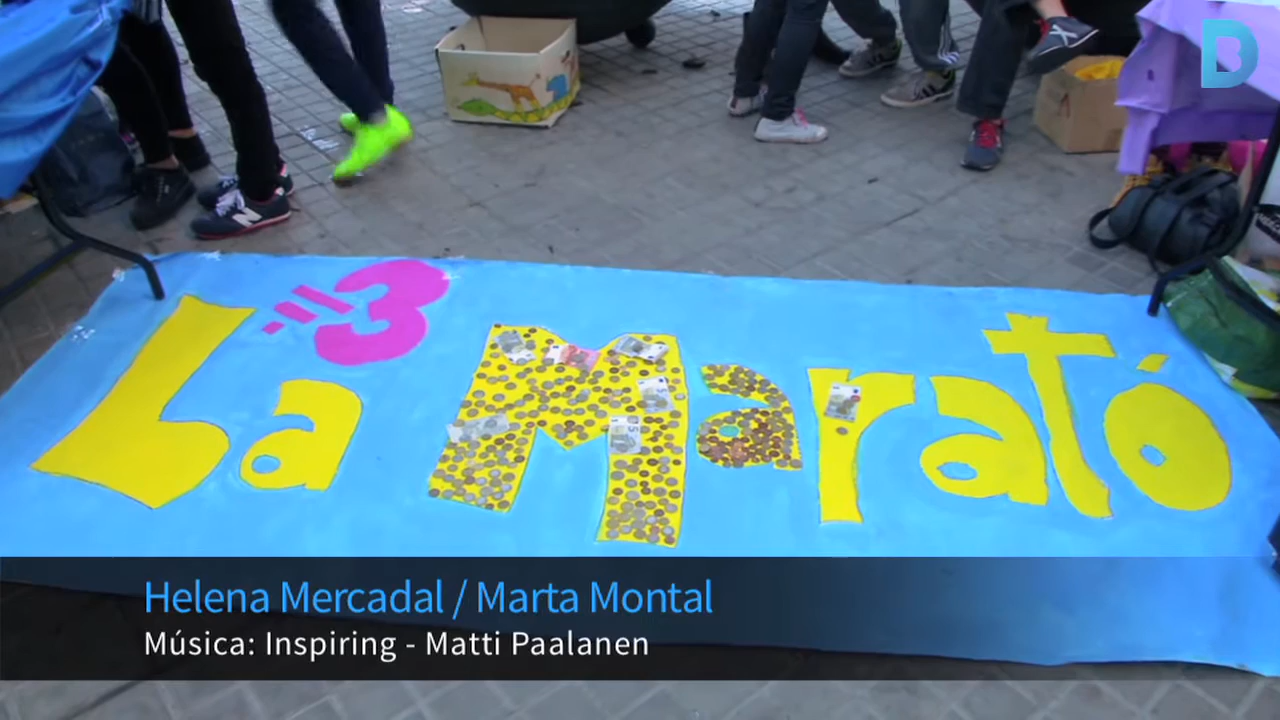 B
3
La Marató
Helena Mercadal / Marta Montal
Música: Inspiring - Matti Paalanen